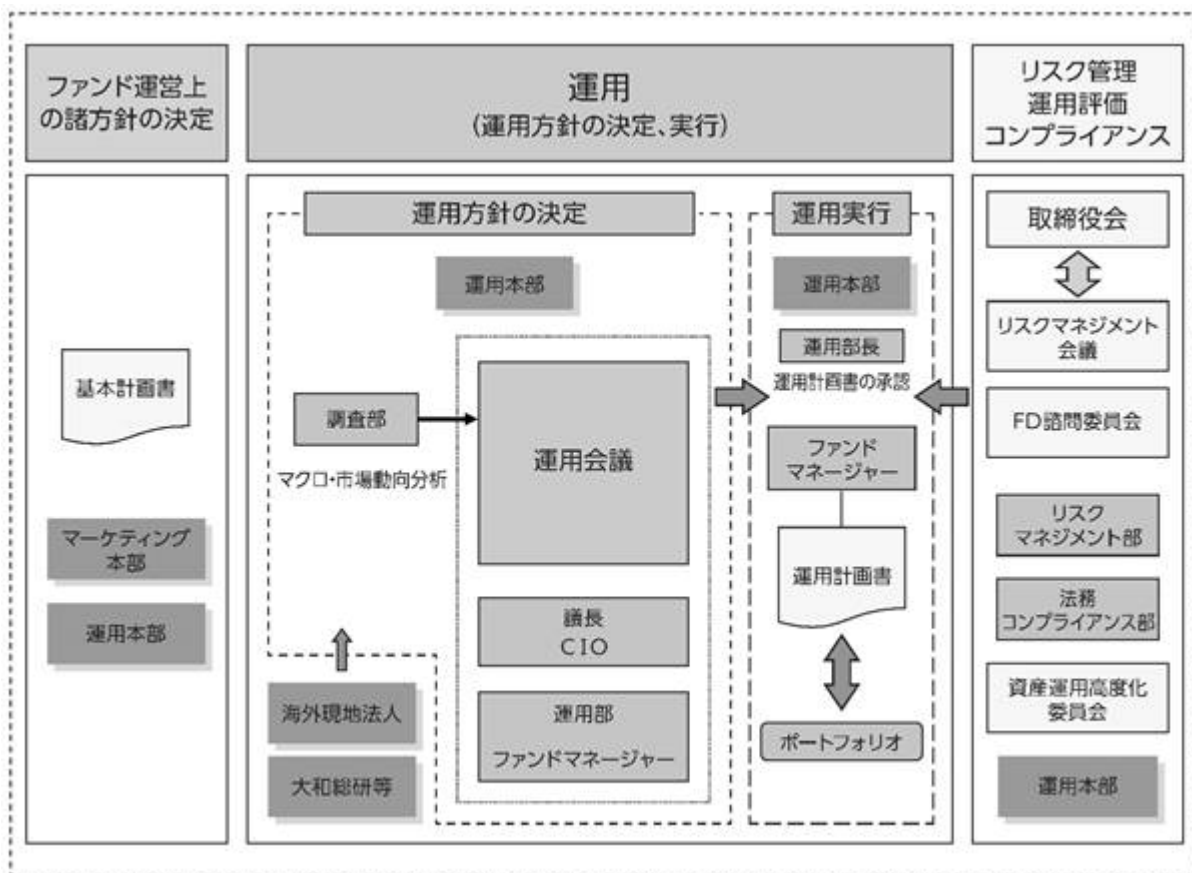 ファンド運営上
の諸方針の決定
運用
(運用方針の決定、実行)
リスク管理
運用評価
コンプライアンス
基本計画書
マーケティング
本部
運用本部
運用方針の決定
運用本部
調査部
マクロ・市場動向分析
運用会議
議長
CIO
運用部
ファンドマネージャー
海外現地法人
大和総研等
運用実行
運用本部
運用部長
運用計画書の承認
ファンド
マネージャー
運用計画書
ポートフォリオ
取締役会
リスクマネジメント
会議
FD諮問委員会
リスク
マネジメント部
法務
コンプライアンス部
資産運用高度化
委員会
運用本部